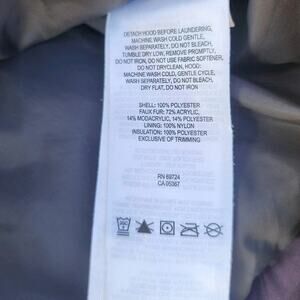 DETACH HOOD BEFORE LAUNDERING,
MACHINE WASH COLD GENTLE,
WASH SEPARATELY, DO NOT BLEACH,
TUMBLE DRY LOW, REMOVE PROMPTLY,
DO NOT IRON, DO NOT USE FABRIC SOFTENER,
DO NOT DRYCLEAN, HOOD:
MACHINE WASH COLD, GENTLE CYCLE,
WASH SEPARATELY, DO NOT BLEACH,
DRY FLAT, DO NOT IRON
SHELL: 100% POLYESTER
FAUX FUR: 72% ACRYLIC,
14% MODACRYLIC, 14% POLYESTER
LINING: 100% NYLON
INSULATION: 100% POLYESTER
EXCLUSIVE OF TRIMMING
RN 69724
CA 05367